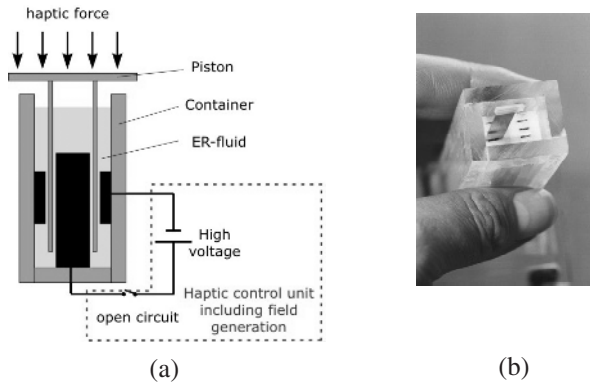 haptic force
Piston
Container
ER-fluid
High
voltage
Haptic control unit
including field
generation
open circuit
(a)
(b)